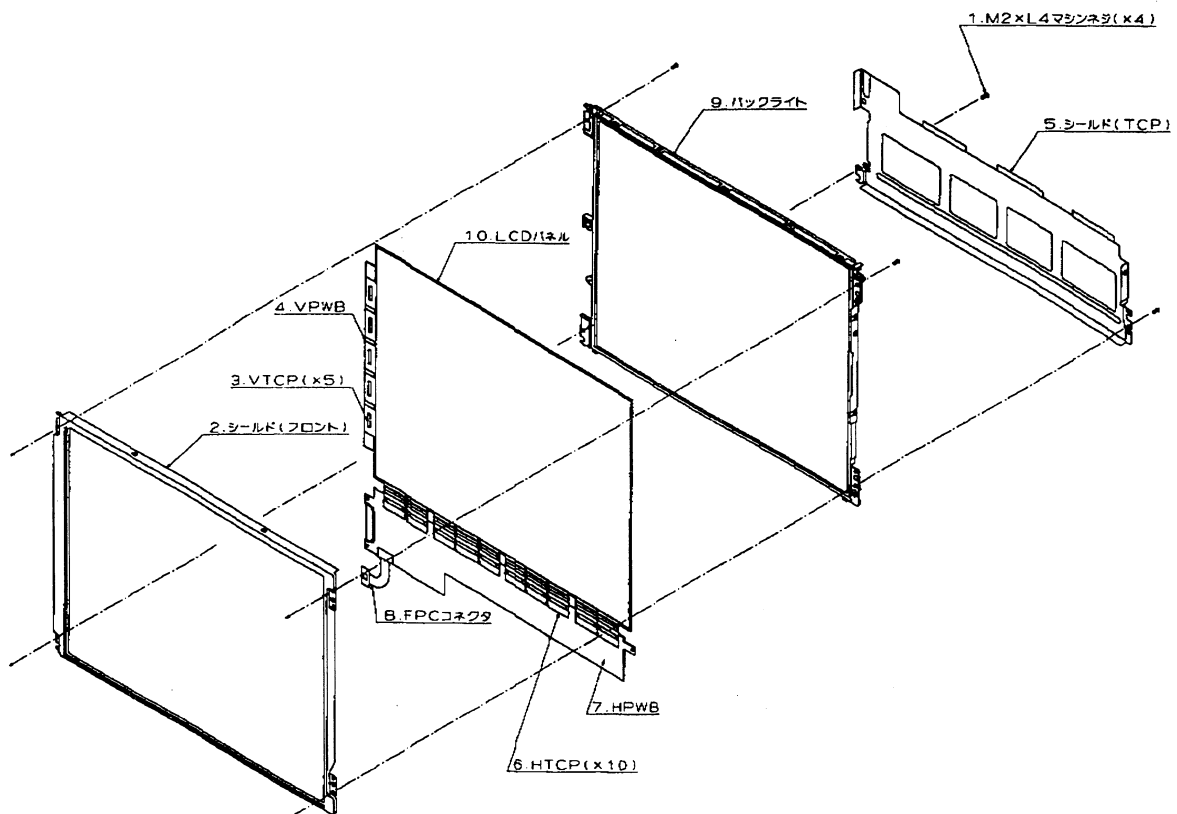 1.M2×L4マシンネジ(×4)
9.バックライト
5.シールド(TCP)
10.LCDパネル
4.VPWB
3.VTCP(×5)
2.シールド(フロント)
8.FPCコネクタ
7.HPWB
6.HTCP(×10)